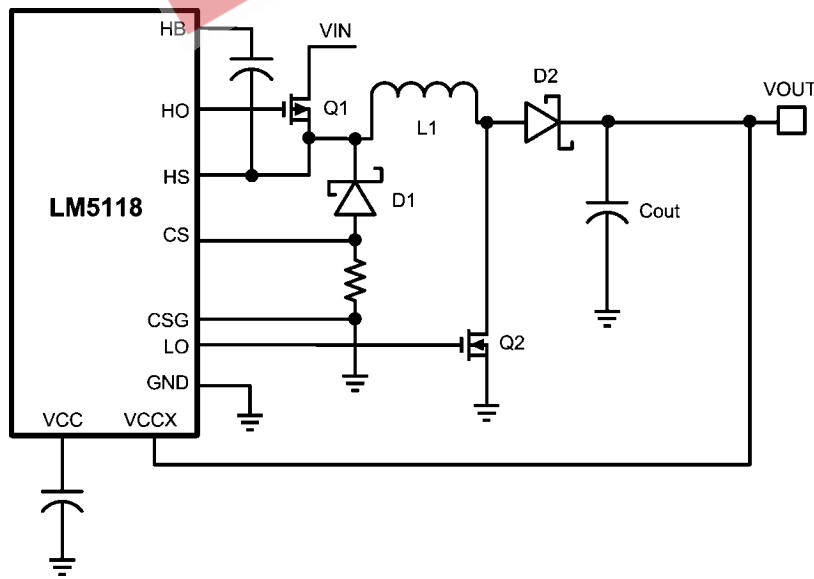 HB
VIN
D2
VOUT
HO
Q1
L1
HS
LM5118
D1
CS
Cout
CSG
LO
Q2
GND
VCC
VCCX